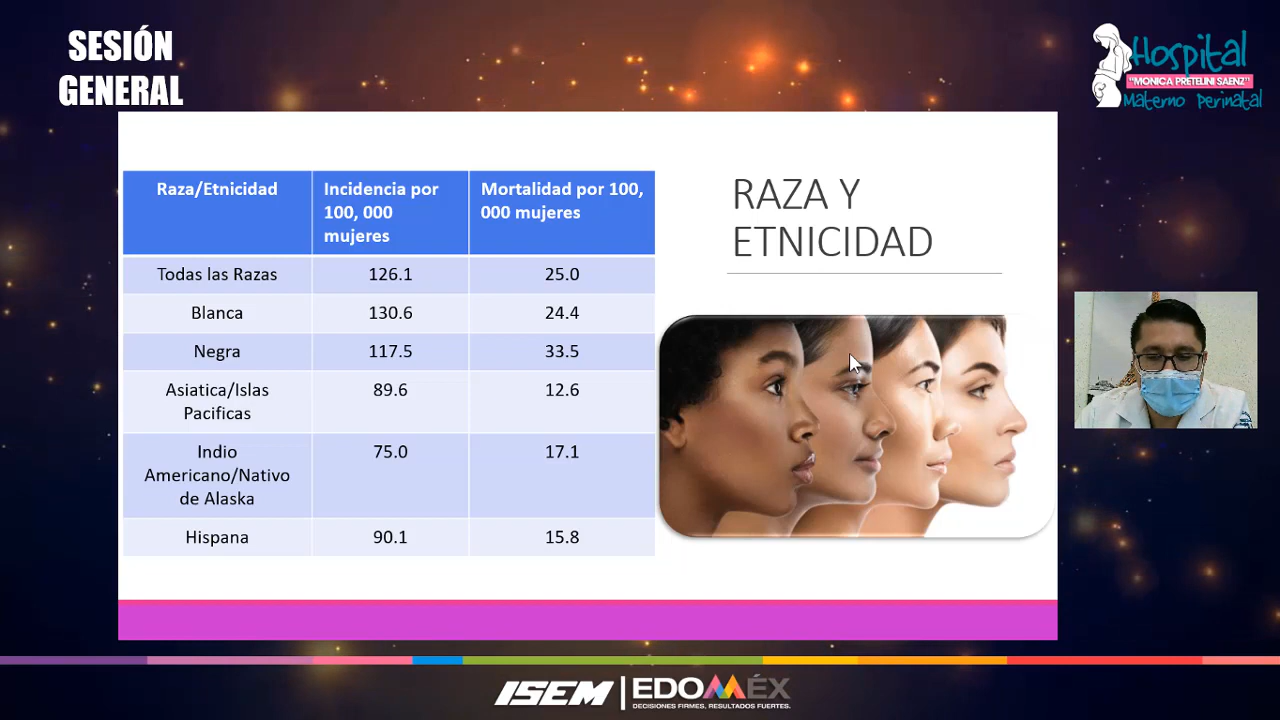 SESIÓN
GENERAL
Hospital
"MONICA PRETELINI SAENZ"
Materno Perinatal
RAZA Y
ETNICIDAD
Raza/Etnicidad
Incidencia por
100, 000
mujeres
Mortalidad por 100,
000 mujeres
Todas las Razas 126.1 25.0
Blanca 130.6 24.4
Negra 117.5 33.5
Asiatica/Islas
Pacificas
89.6 12.6
Indio
Americano/Nativo
de Alaska
75.0 17.1
Hispana 90.1 15.8
ISEM
EDOMÉX
DECISIONES FIRMES, RESULTADOS FUERTES.